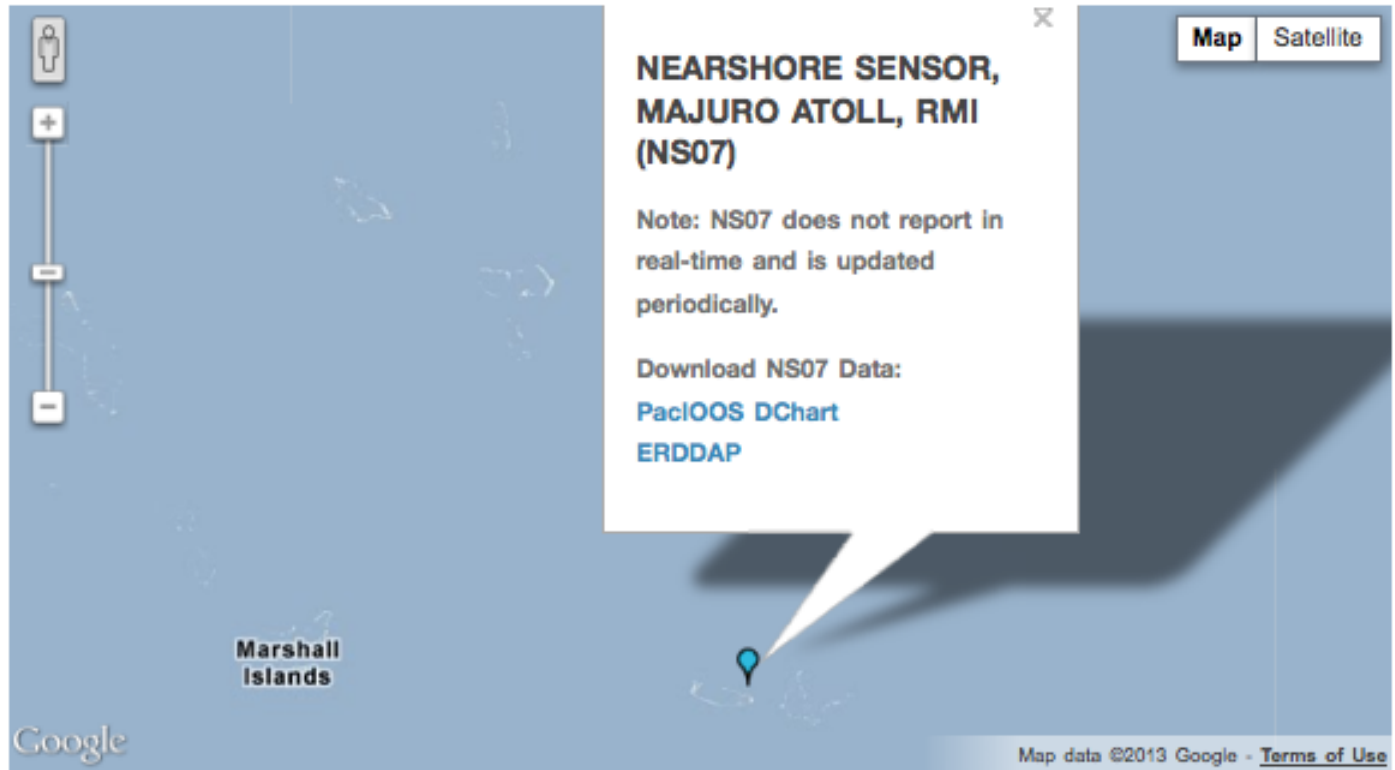 NEARSHORE SENSOR,
MAJURO ATOLL, RMI
(NS07)
Note: NS07 does not report in
real-time and is updated
periodically.
Download NS07 Data:
PacIOOS DChart
ERDDAP
Map Satellite
Marshall
Islands
Google
Map data ©2013 Google - Terms of Use